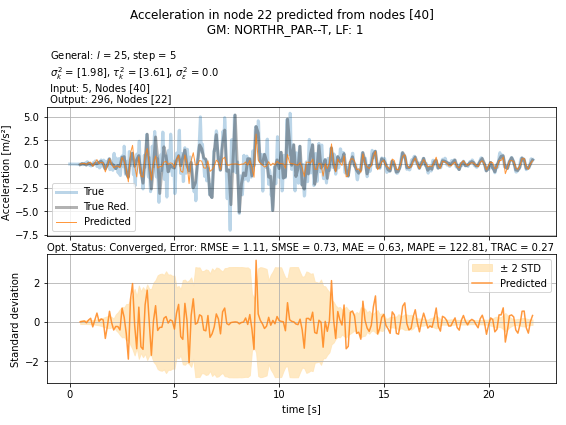 Acceleration in node 22 predicted from nodes [40]
GM: NORTHR_PAR--T, LF: 1
General: l = 25, step = 5
σ²ₖ = [1.98], τ²ₖ = [3.61], σ²ε = 0.0
Input: 5, Nodes [40]
Output: 296, Nodes [22]
Acceleration [m/s²]
5.0
2.5
0.0
−2.5
−5.0
−7.5
True
True Red.
Predicted
Opt. Status: Converged, Error: RMSE = 1.11, SMSE = 0.73, MAE = 0.63, MAPE = 122.81, TRAC = 0.27
Standard deviation
2
0
−2
± 2 STD
Predicted
0
5
10
15
20
time [s]